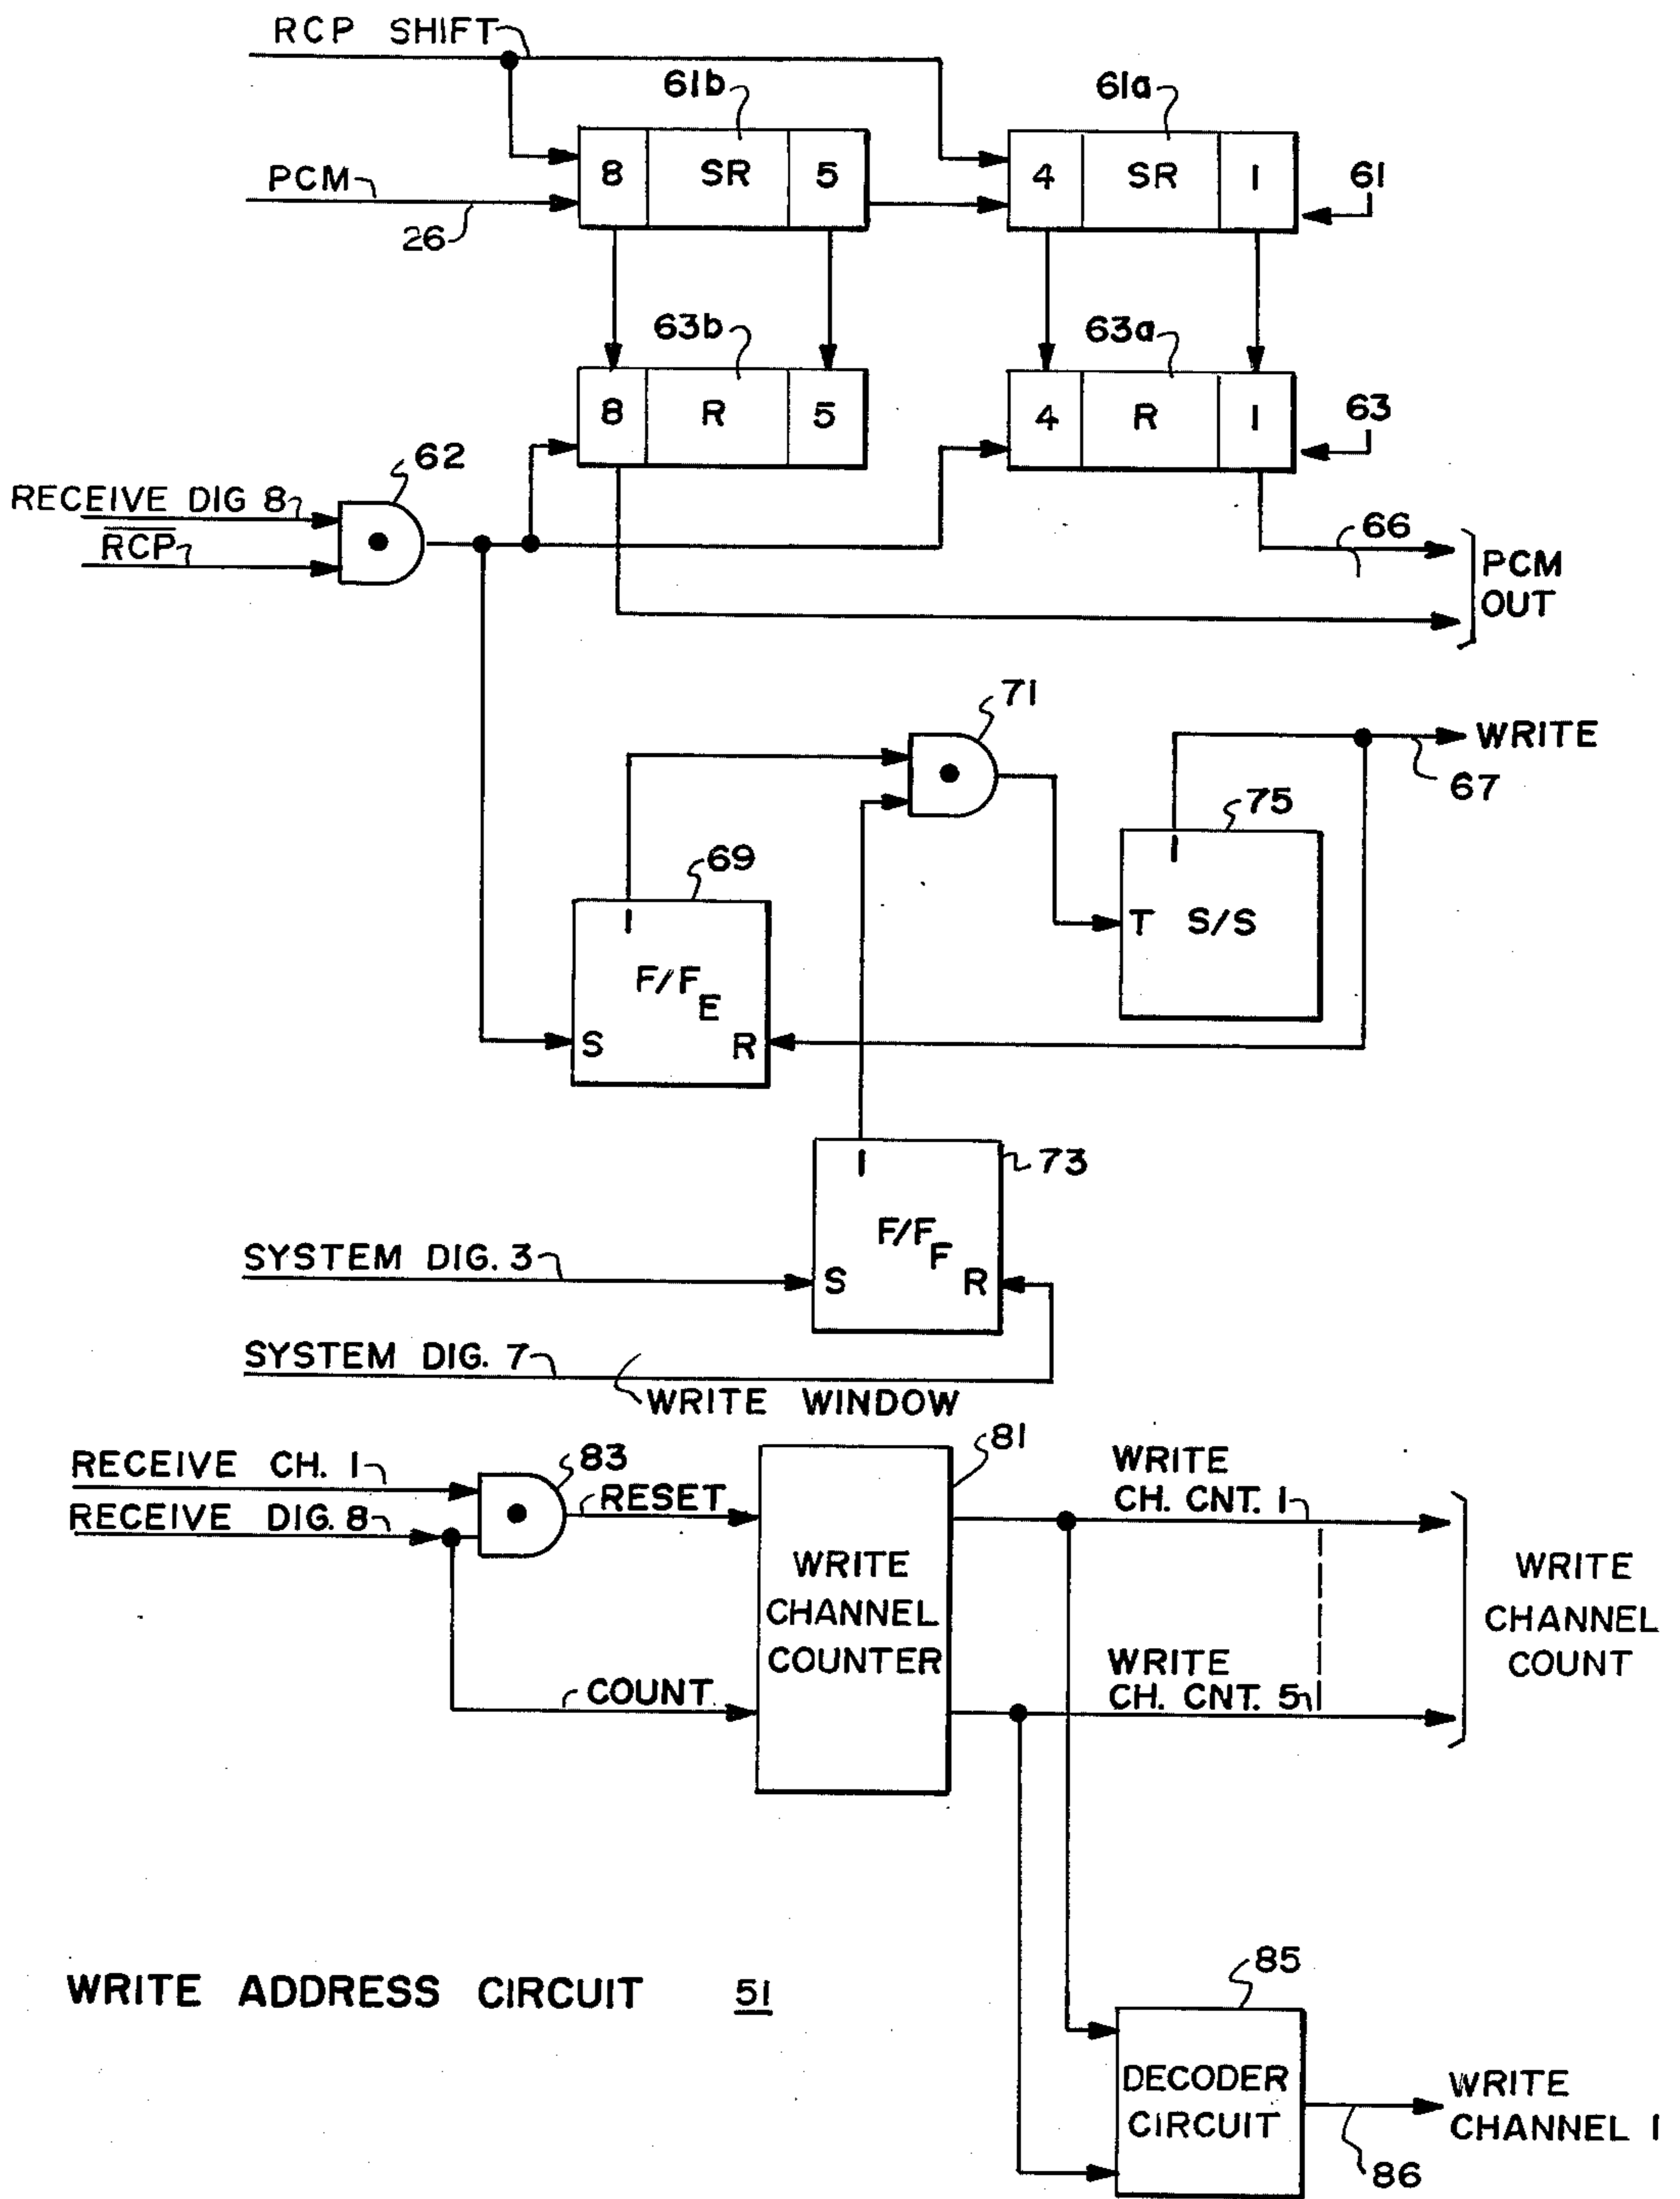 RCP SHIFT
61b
61a
8 SR 5
4 SR 1
61
PCM
26
63b
63a
8 R 5
4 R 1
63
62
RECEIVE DIG 8
RCP
66
PCM
OUT
71
WRITE
67
75
1
T S/S
69
1
F/F E
S R
73
1
F/F F
S R
SYSTEM DIG. 3
SYSTEM DIG. 7
WRITE WINDOW
81
RECEIVE CH. 1
83
RESET
RECEIVE DIG. 8
WRITE
CH. CNT. 1
WRITE
CHANNEL
COUNTER
WRITE
CHANNEL
COUNT
COUNT
WRITE
CH. CNT. 5
WRITE ADDRESS CIRCUIT 51
85
DECODER
CIRCUIT
WRITE
CHANNEL 1
86